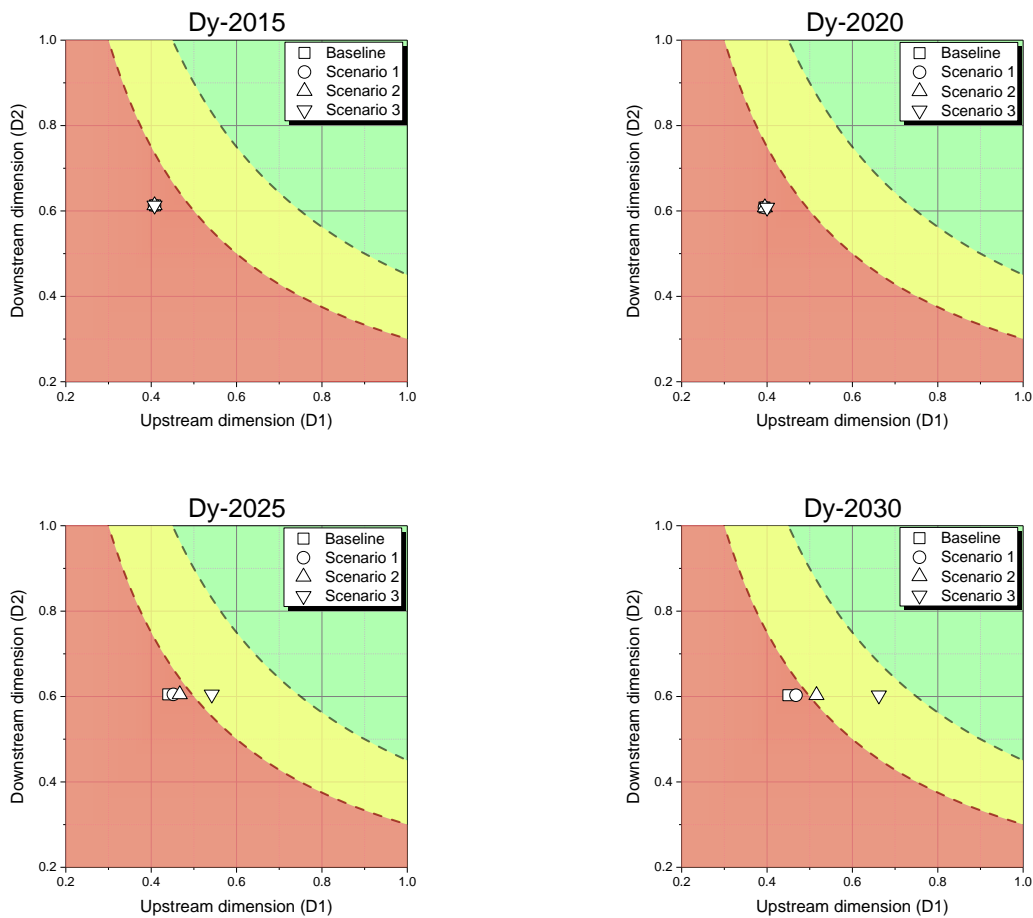 Dy-2015
Baseline
Scenario 1
Scenario 2
Scenario 3
Downstream dimension (D2)
1.0
0.8
0.6
0.4
0.2
0.2 0.4 0.6 0.8 1.0
Upstream dimension (D1)
Dy-2020
Baseline
Scenario 1
Scenario 2
Scenario 3
Downstream dimension (D2)
1.0
0.8
0.6
0.4
0.2
0.2 0.4 0.6 0.8 1.0
Upstream dimension (D1)
Dy-2025
Baseline
Scenario 1
Scenario 2
Scenario 3
Downstream dimension (D2)
1.0
0.8
0.6
0.4
0.2
0.2 0.4 0.6 0.8 1.0
Upstream dimension (D1)
Dy-2030
Baseline
Scenario 1
Scenario 2
Scenario 3
Downstream dimension (D2)
1.0
0.8
0.6
0.4
0.2
0.2 0.4 0.6 0.8 1.0
Upstream dimension (D1)